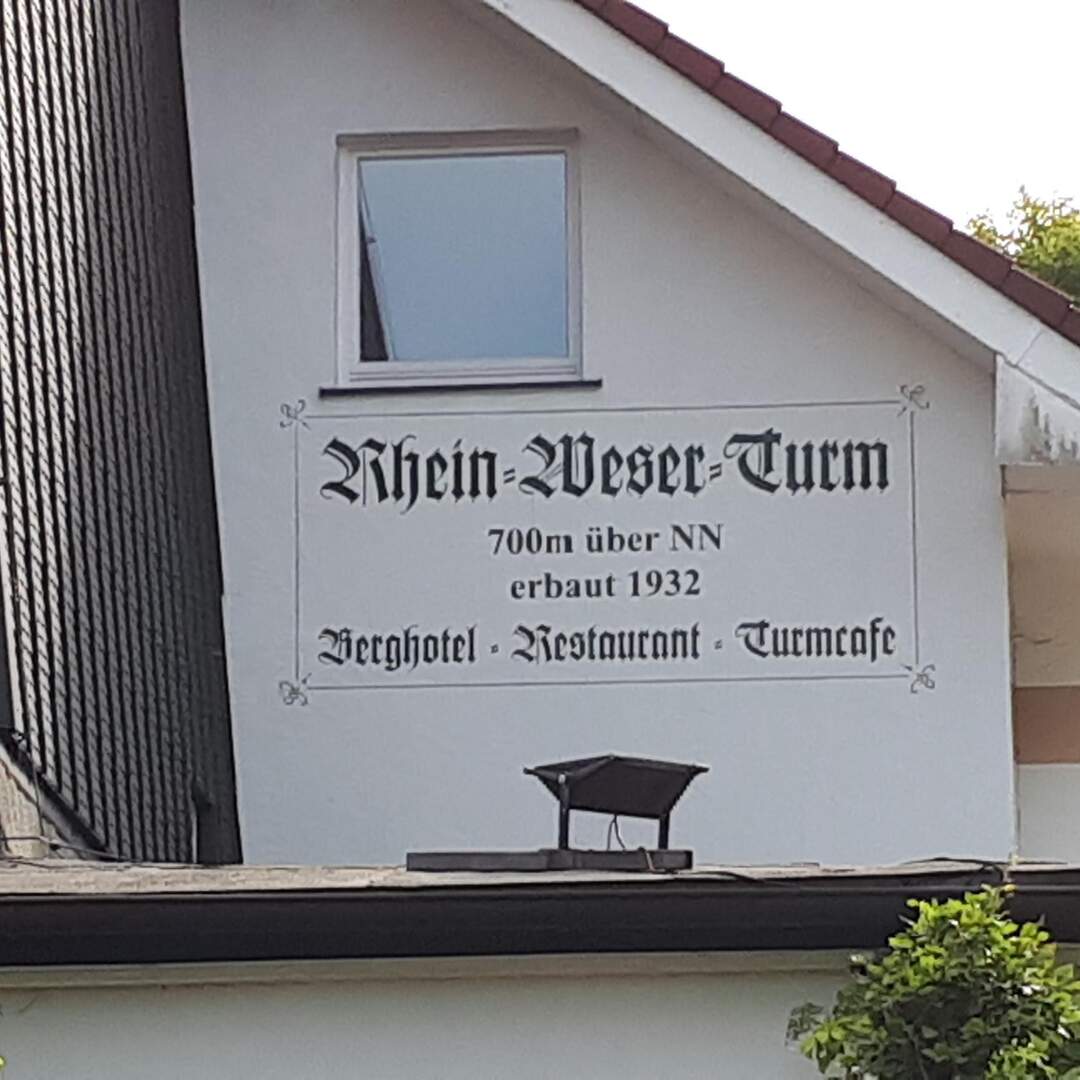 Rhein-Weser-Turm
700m über NN
erbaut 1932
Berghotel - Restaurant - Turmcafe